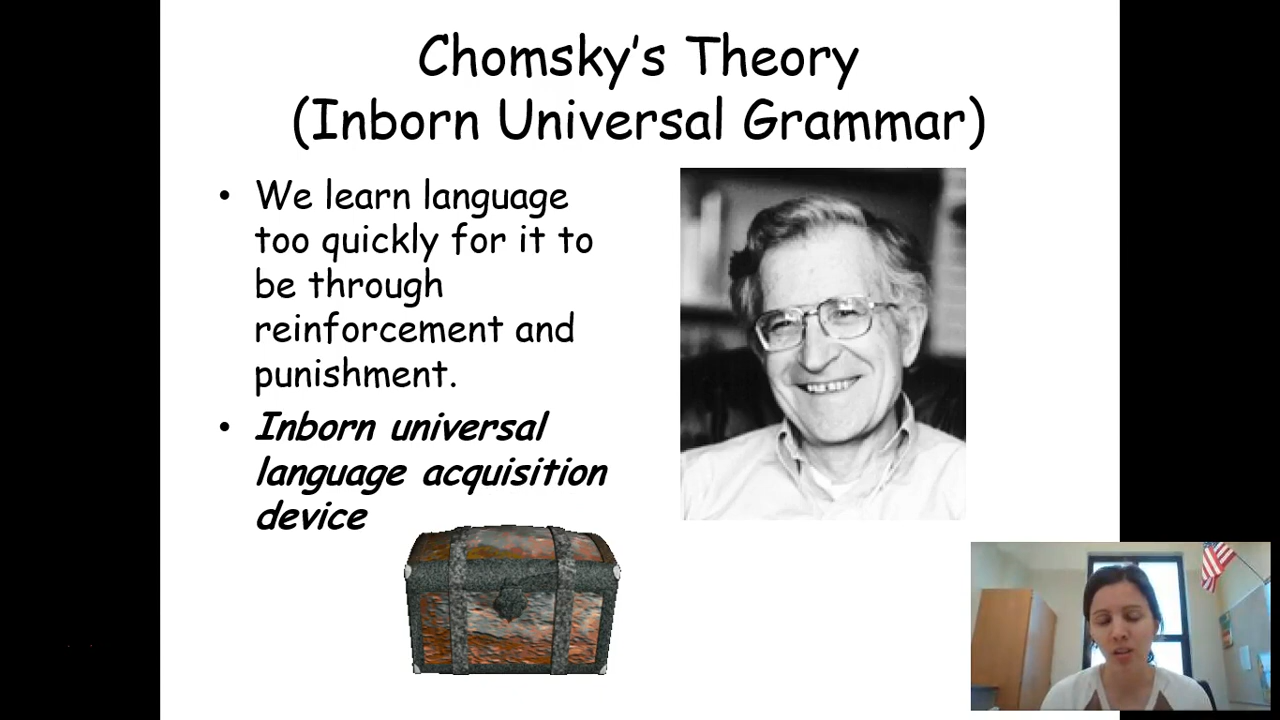 Chomsky's Theory
(Inborn Universal Grammar)
• We learn language
too quickly for it to
be through
reinforcement and
punishment.
• Inborn universal
language acquisition
device